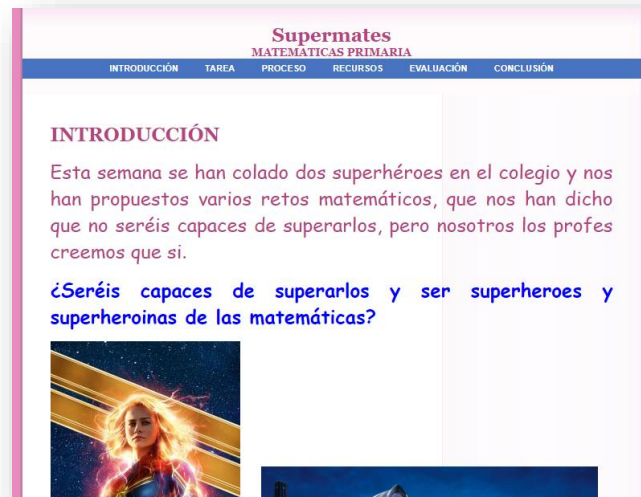 Supermates
MATEMATICAS PRIMARIA
INTRODUCCIÓN TAREA PROCESO RECURSOS EVALUACIÓN CONCLUSIÓN
INTRODUCCIÓN
Esta semana se han colado dos superhéroes en el colegio y nos
han propuestos varios retos matemáticos, que nos han dicho
que no seréis capaces de superarlos, pero nosotros los profes
creemos que si.
¿Seréis capaces de superarlos y ser superheroes y
superheroinas de las matemáticas?